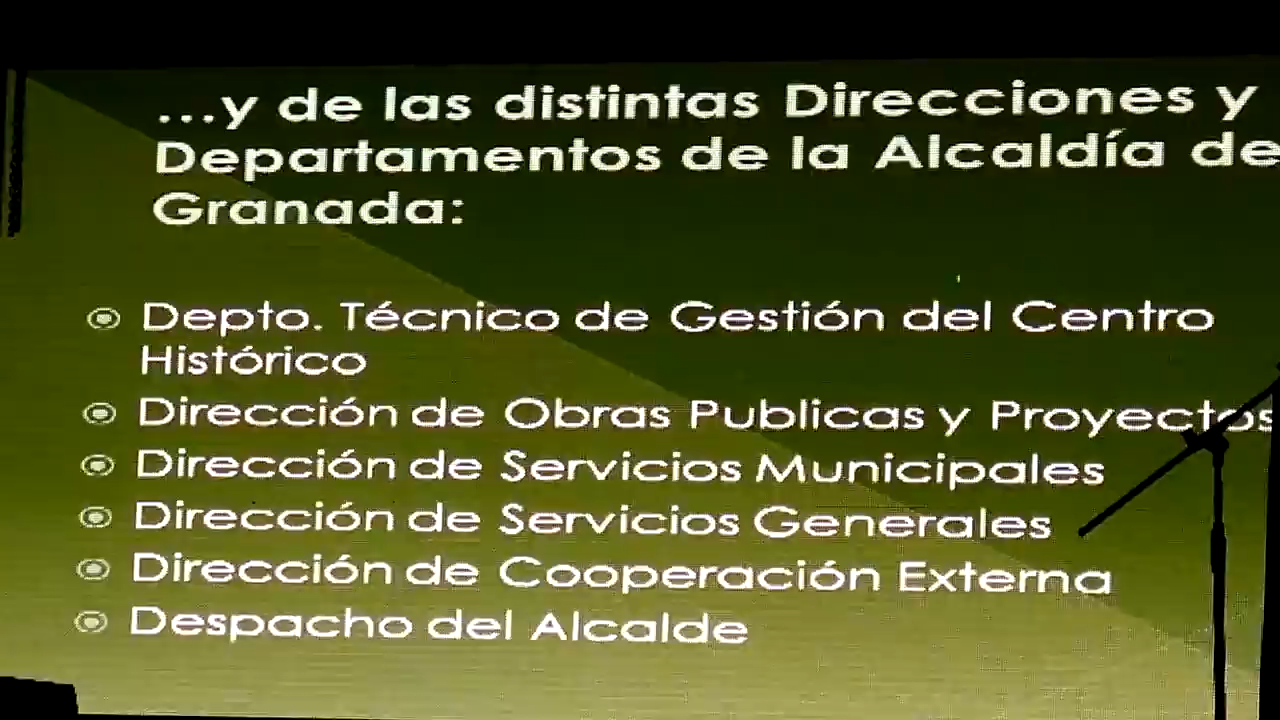 ...y de las distintas Direcciones y
Departamentos de la Alcaldía de
Granada:
Depto. Técnico de Gestión del Centro
Histórico
Dirección de Obras Publicas y Proyectos
Dirección de Servicios Municipales
Dirección de Servicios Generales
Dirección de Cooperación Externa
Despacho del Alcalde